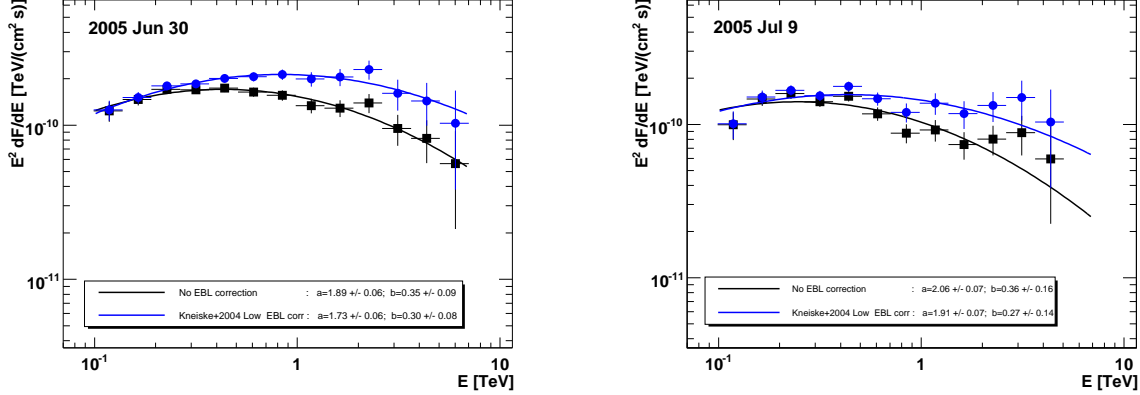 2005 Jun 30
E² dF/dE [TeV/(cm² s)]
10⁻¹⁰
10⁻¹¹
No EBL correction : a=1.89 +/- 0.06; b=0.35 +/- 0.09
Kneiske+2004 Low EBL corr : a=1.73 +/- 0.06; b=0.30 +/- 0.08
10⁻¹ 1 10
E [TeV]
2005 Jul 9
E² dF/dE [TeV/(cm² s)]
10⁻¹⁰
10⁻¹¹
No EBL correction : a=2.06 +/- 0.07; b=0.36 +/- 0.16
Kneiske+2004 Low EBL corr : a=1.91 +/- 0.07; b=0.27 +/- 0.14
10⁻¹ 1 10
E [TeV]